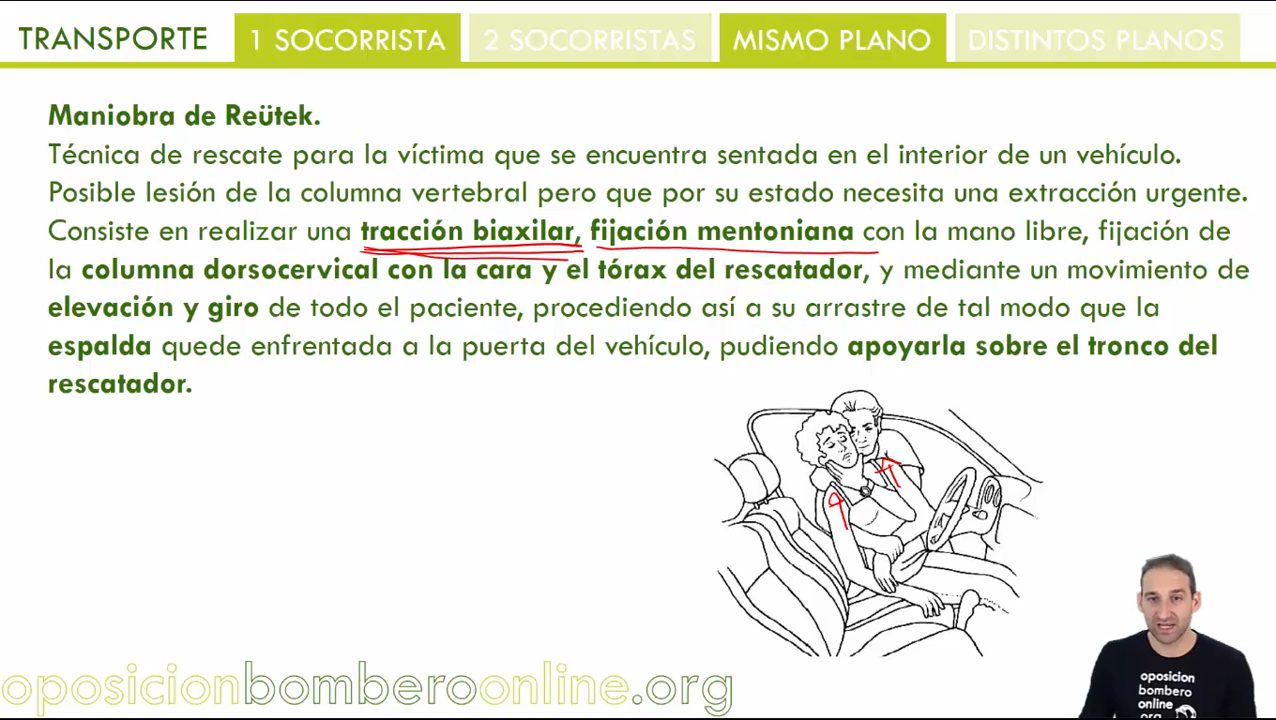 TRANSPORTE 1 SOCORRISTA 2 SOCORRISTAS MISMO PLANO DISTINTOS PLANOS
Maniobra de Reütek.
Técnica de rescate para la víctima que se encuentra sentada en el interior de un vehículo.
Posible lesión de la columna vertebral pero que por su estado necesita una extracción urgente.
Consiste en realizar una tracción biaxilar, fijación mentoniana con la mano libre, fijación de
la columna dorsocervical con la cara y el tórax del rescatador, y mediante un movimiento de
elevación y giro de todo el paciente, procediendo así a su arrastre de tal modo que la
espalda quede enfrentada a la puerta del vehículo, pudiendo apoyarla sobre el tronco del
rescatador.
oposicionbomberoonline.org
oposicion
bombero
online
.org